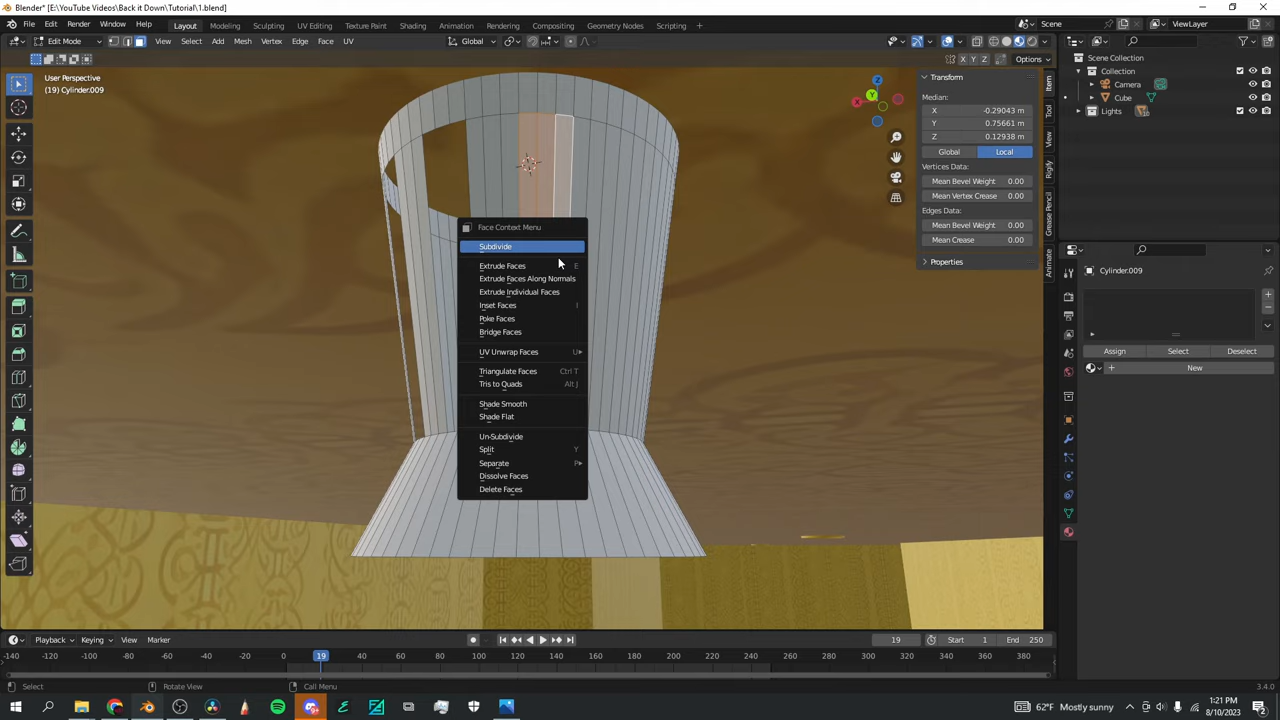 Blender* [E:\YouTube Videos\Back it Down\Tutorial\1.blend]
File Edit Render Window Help Layout Modeling Sculpting UV Editing Texture Paint Shading Animation Rendering Compositing Geometry Nodes Scripting + Scene ViewLayer
Edit Mode View Select Add Mesh Vertex Edge Face UV Global
X Y Z Options
User Perspective
(19) Cylinder.009
Transform
Median:
X -0.29043 m
Y 0.75661 m
Z 0.12938 m
Global Local
Vertices Data:
Mean Bevel Weight 0.00
Mean Vertex Crease 0.00
Edges Data:
Mean Bevel Weight 0.00
Mean Crease 0.00
Properties
Item
Tool
View
Rigify
Grease Pencil
Animate
Scene Collection
Collection
Camera
Cube
Lights
Face Context Menu
Subdivide
Extrude Faces E
Extrude Faces Along Normals
Extrude Individual Faces
Inset Faces I
Poke Faces
Bridge Faces
UV Unwrap Faces U
Triangulate Faces Ctrl T
Tris to Quads Alt J
Shade Smooth
Shade Flat
Un-Subdivide
Split Y
Separate P
Dissolve Faces
Delete Faces
Cylinder.009
Assign Select Deselect
New
Playback Keying View Marker 19 Start 1 End 250
-140 -120 -100 -80 -60 -40 -20 0 19 40 60 80 100 120 140 160 180 200 220 240 260 280 300 320 340 360 380
Select Rotate View Call Menu 3.4.0
62°F Mostly sunny 1:21 PM
8/10/2023